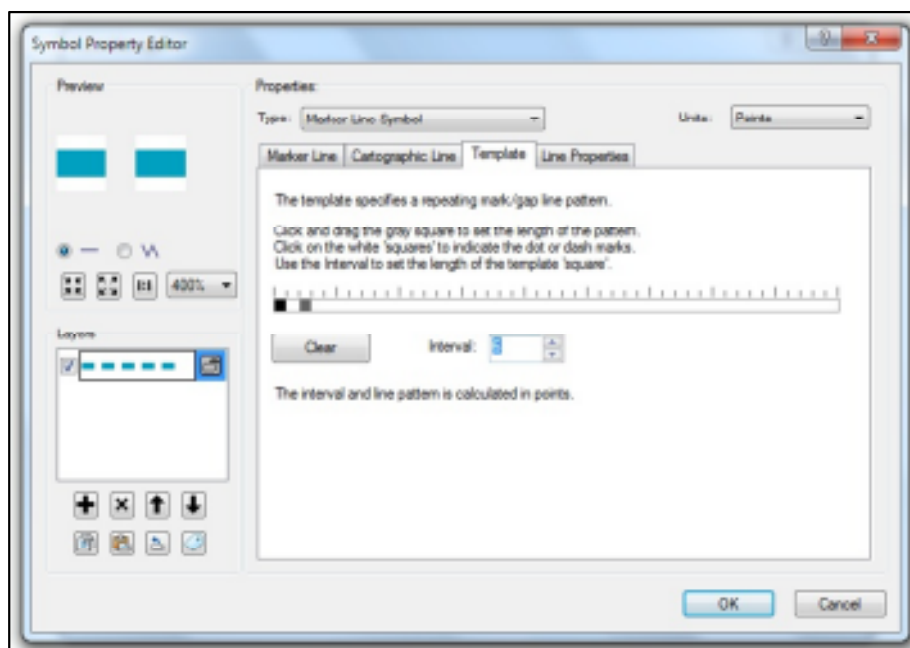 Symbol Property Editor
Preview
Properties:
Type: Marker Line Symbol
Units: Points
Marker Line
Cartographic Line
Template
Line Properties
The template specifies a repeating mark/gap line pattern.
Click and drag the gray square to set the length of the pattern.
Click on the white 'squares' to indicate the dot or dash marks.
Use the Interval to set the length of the template 'square'.
1:1
400%
Layers
Clear
Interval:
The interval and line pattern is calculated in points.
OK
Cancel